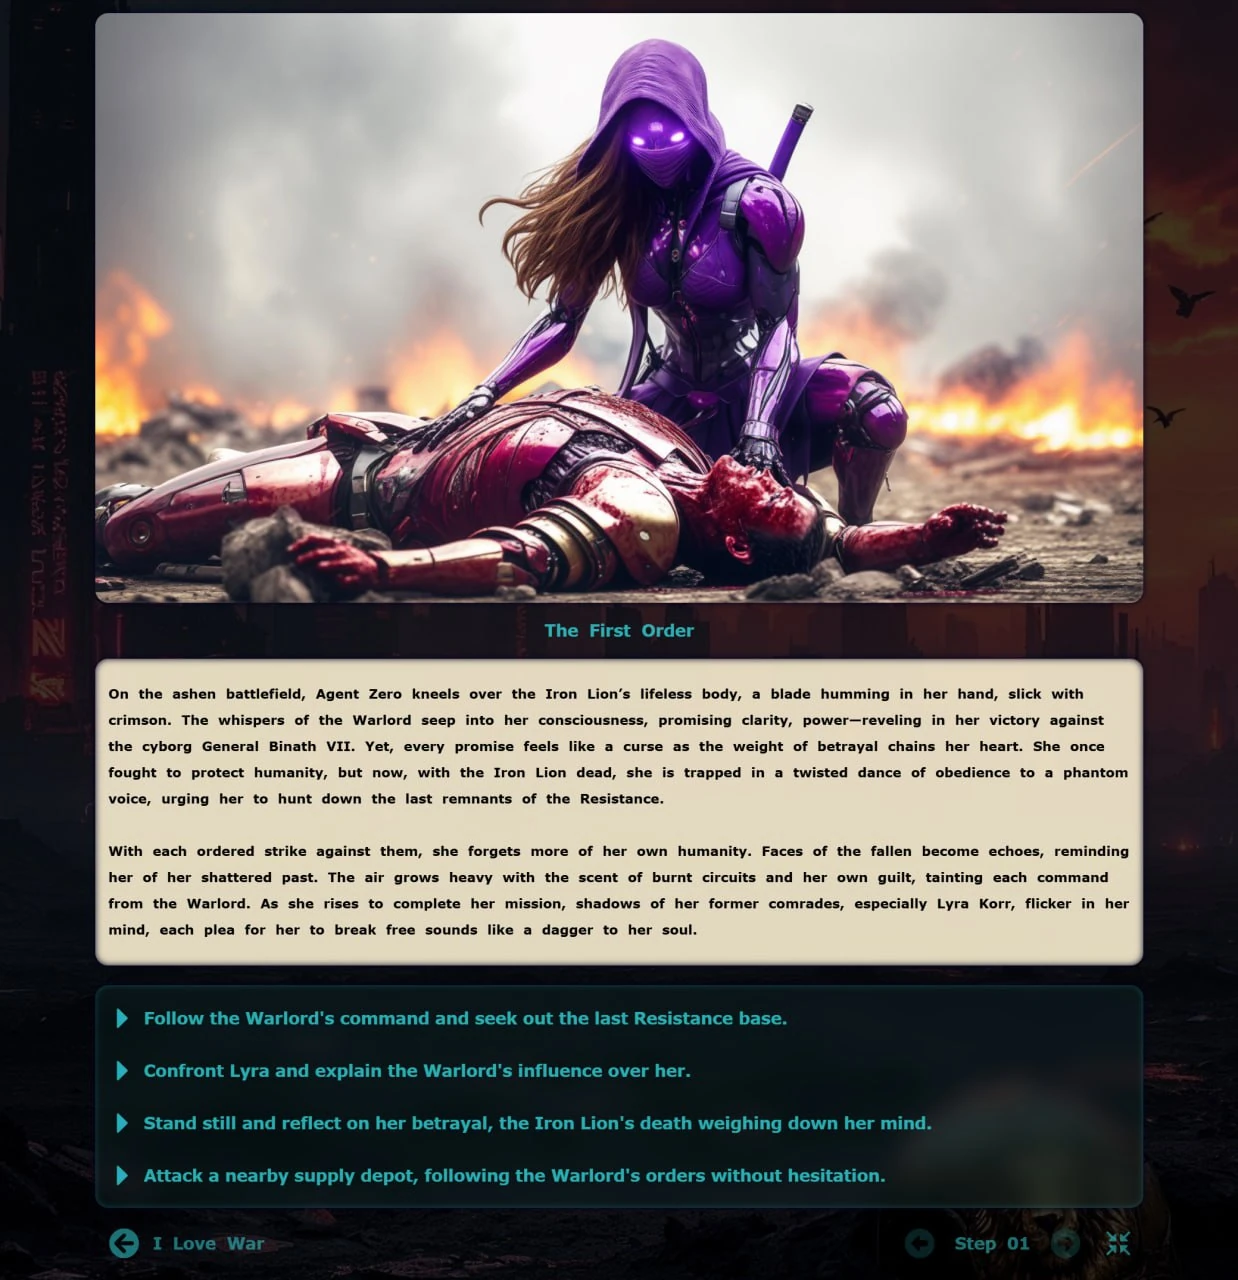 The First Order
On the ashen battlefield, Agent Zero kneels over the Iron Lion’s lifeless body, a blade humming in her hand, slick with
crimson. The whispers of the Warlord seep into her consciousness, promising clarity, power—reveling in her victory against
the cyborg General Binath VII. Yet, every promise feels like a curse as the weight of betrayal chains her heart. She once
fought to protect humanity, but now, with the Iron Lion dead, she is trapped in a twisted dance of obedience to a phantom
voice, urging her to hunt down the last remnants of the Resistance.
With each ordered strike against them, she forgets more of her own humanity. Faces of the fallen become echoes, reminding
her of her shattered past. The air grows heavy with the scent of burnt circuits and her own guilt, tainting each command
from the Warlord. As she rises to complete her mission, shadows of her former comrades, especially Lyra Korr, flicker in her
mind, each plea for her to break free sounds like a dagger to her soul.
Follow the Warlord's command and seek out the last Resistance base.
Confront Lyra and explain the Warlord's influence over her.
Stand still and reflect on her betrayal, the Iron Lion's death weighing down her mind.
Attack a nearby supply depot, following the Warlord's orders without hesitation.
I Love War
Step 01